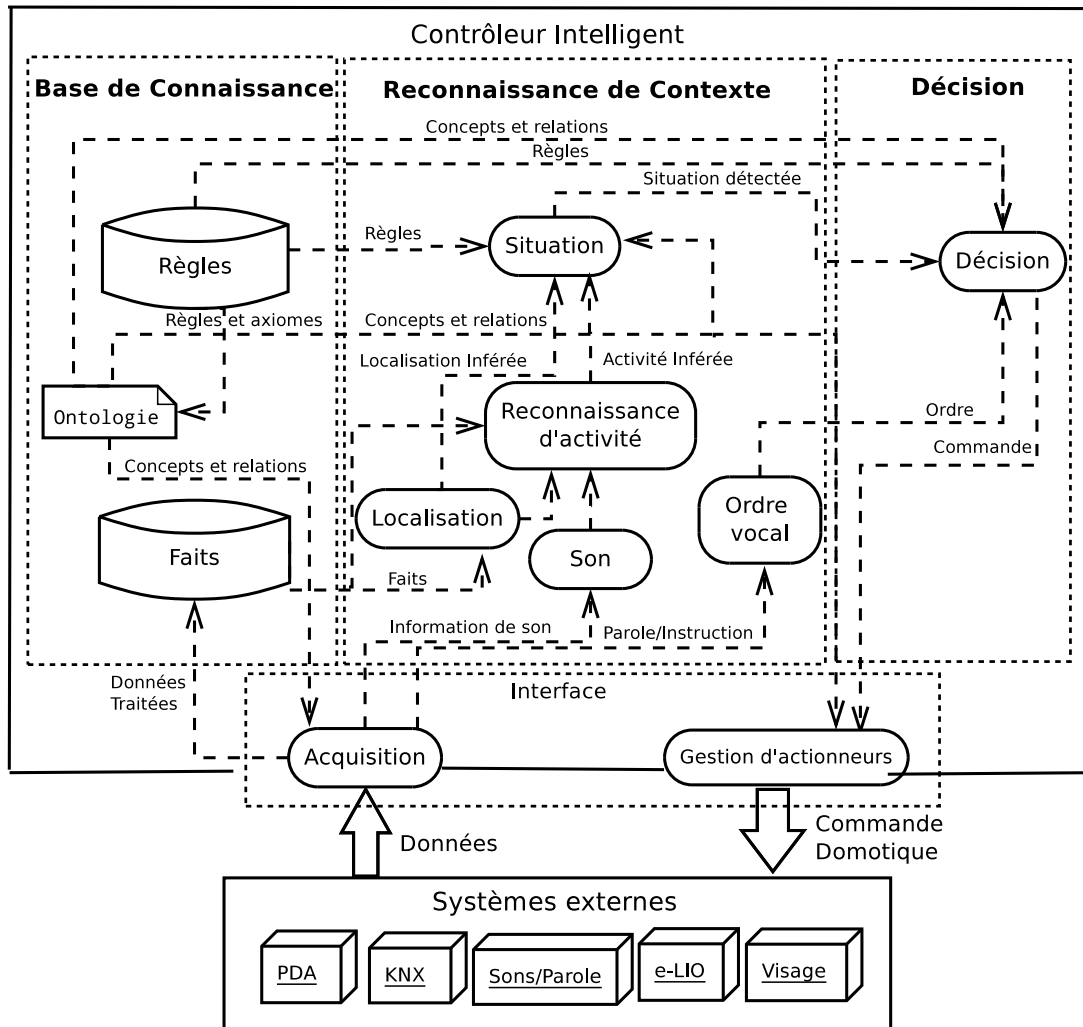 Contrôleur Intelligent
Base de Connaissance
Reconnaissance de Contexte
Décision
Concepts et relations
Règles
Situation détectée
Règles
Règles
Situation
Décision
Règles et axiomes
Concepts et relations
Localisation Inférée
Activité Inférée
Ontologie
Reconnaissance
d'activité
Ordre
Commande
Concepts et relations
Localisation
Ordre
vocal
Faits
Son
Faits
Information de son
Parole/Instruction
Données
Traitées
Interface
Acquisition
Gestion d'actionneurs
Données
Commande
Domotique
Systèmes externes
PDA
KNX
Sons/Parole
e-LIO
Visage